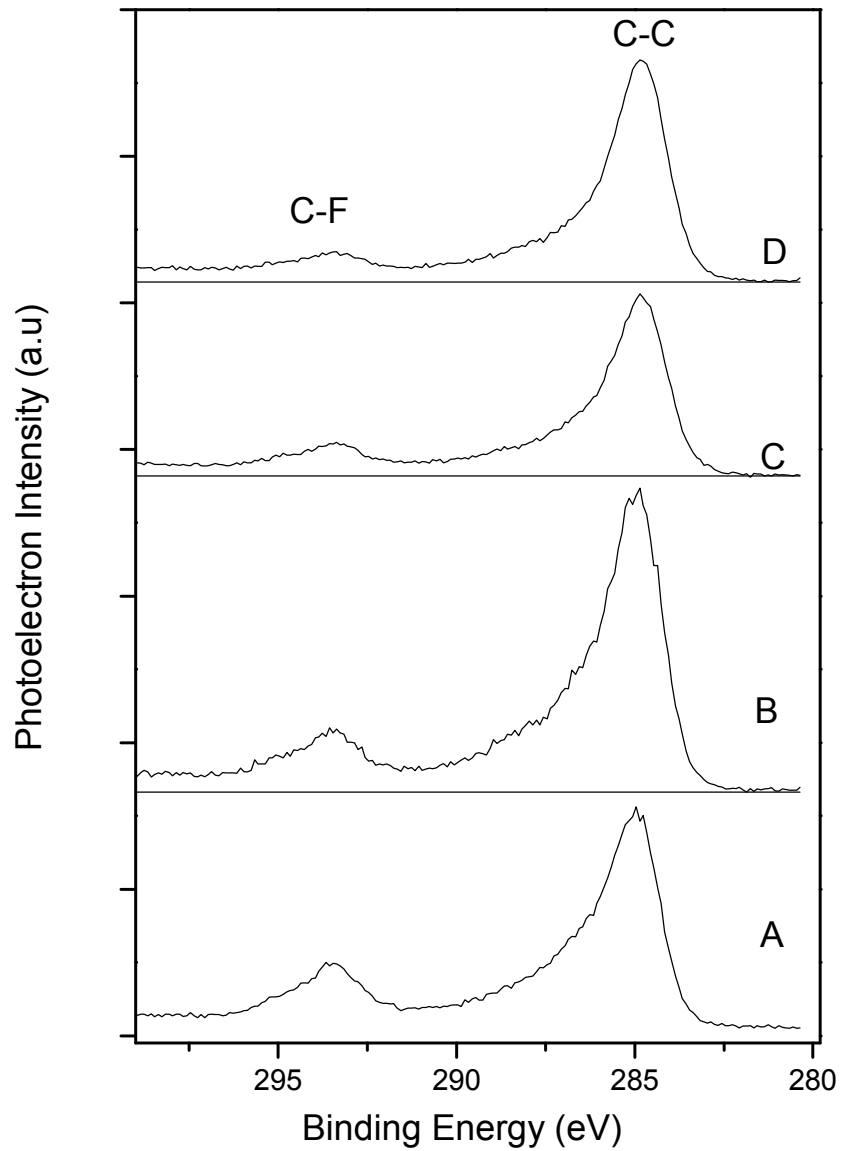 C-C
C-F
D
C
B
A
Photoelectron Intensity (a.u)
295 290 285 280
Binding Energy (eV)